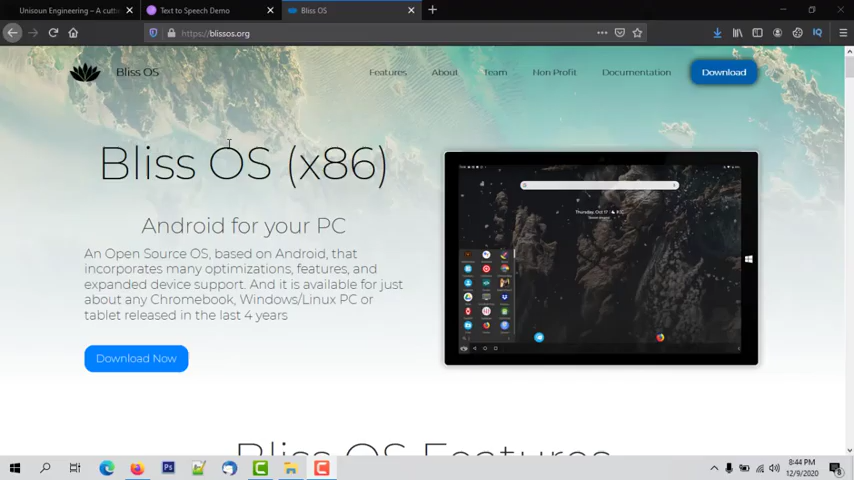 Unisoun Engineering – A cutt
Text to Speech Demo
Bliss OS
https://blissos.org
Bliss OS
Features
About
Team
Non Profit
Documentation
Download
Bliss OS (x86)
Android for your PC
An Open Source OS, based on Android, that
incorporates many optimizations, features, and
expanded device support. And it is available for just
about any Chromebook, Windows/Linux PC or
tablet released in the last 4 years
Download Now
Thursday, Oct 17
Bliss OS Features
8:44 PM
12/9/2020